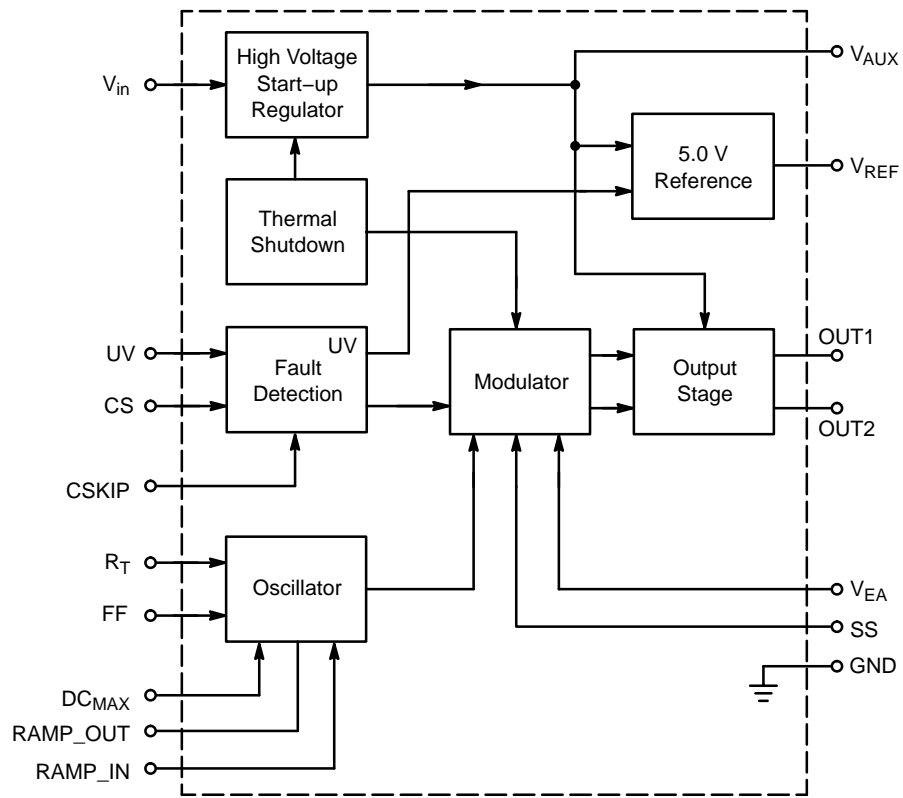 High Voltage
Start–up
Regulator
V_in
V_AUX
5.0 V
Reference
V_REF
Thermal
Shutdown
UV
CS
UV
Fault
Detection
Modulator
Output
Stage
OUT1
OUT2
CSKIP
R_T
FF
Oscillator
V_EA
SS
GND
DC_MAX
RAMP_OUT
RAMP_IN